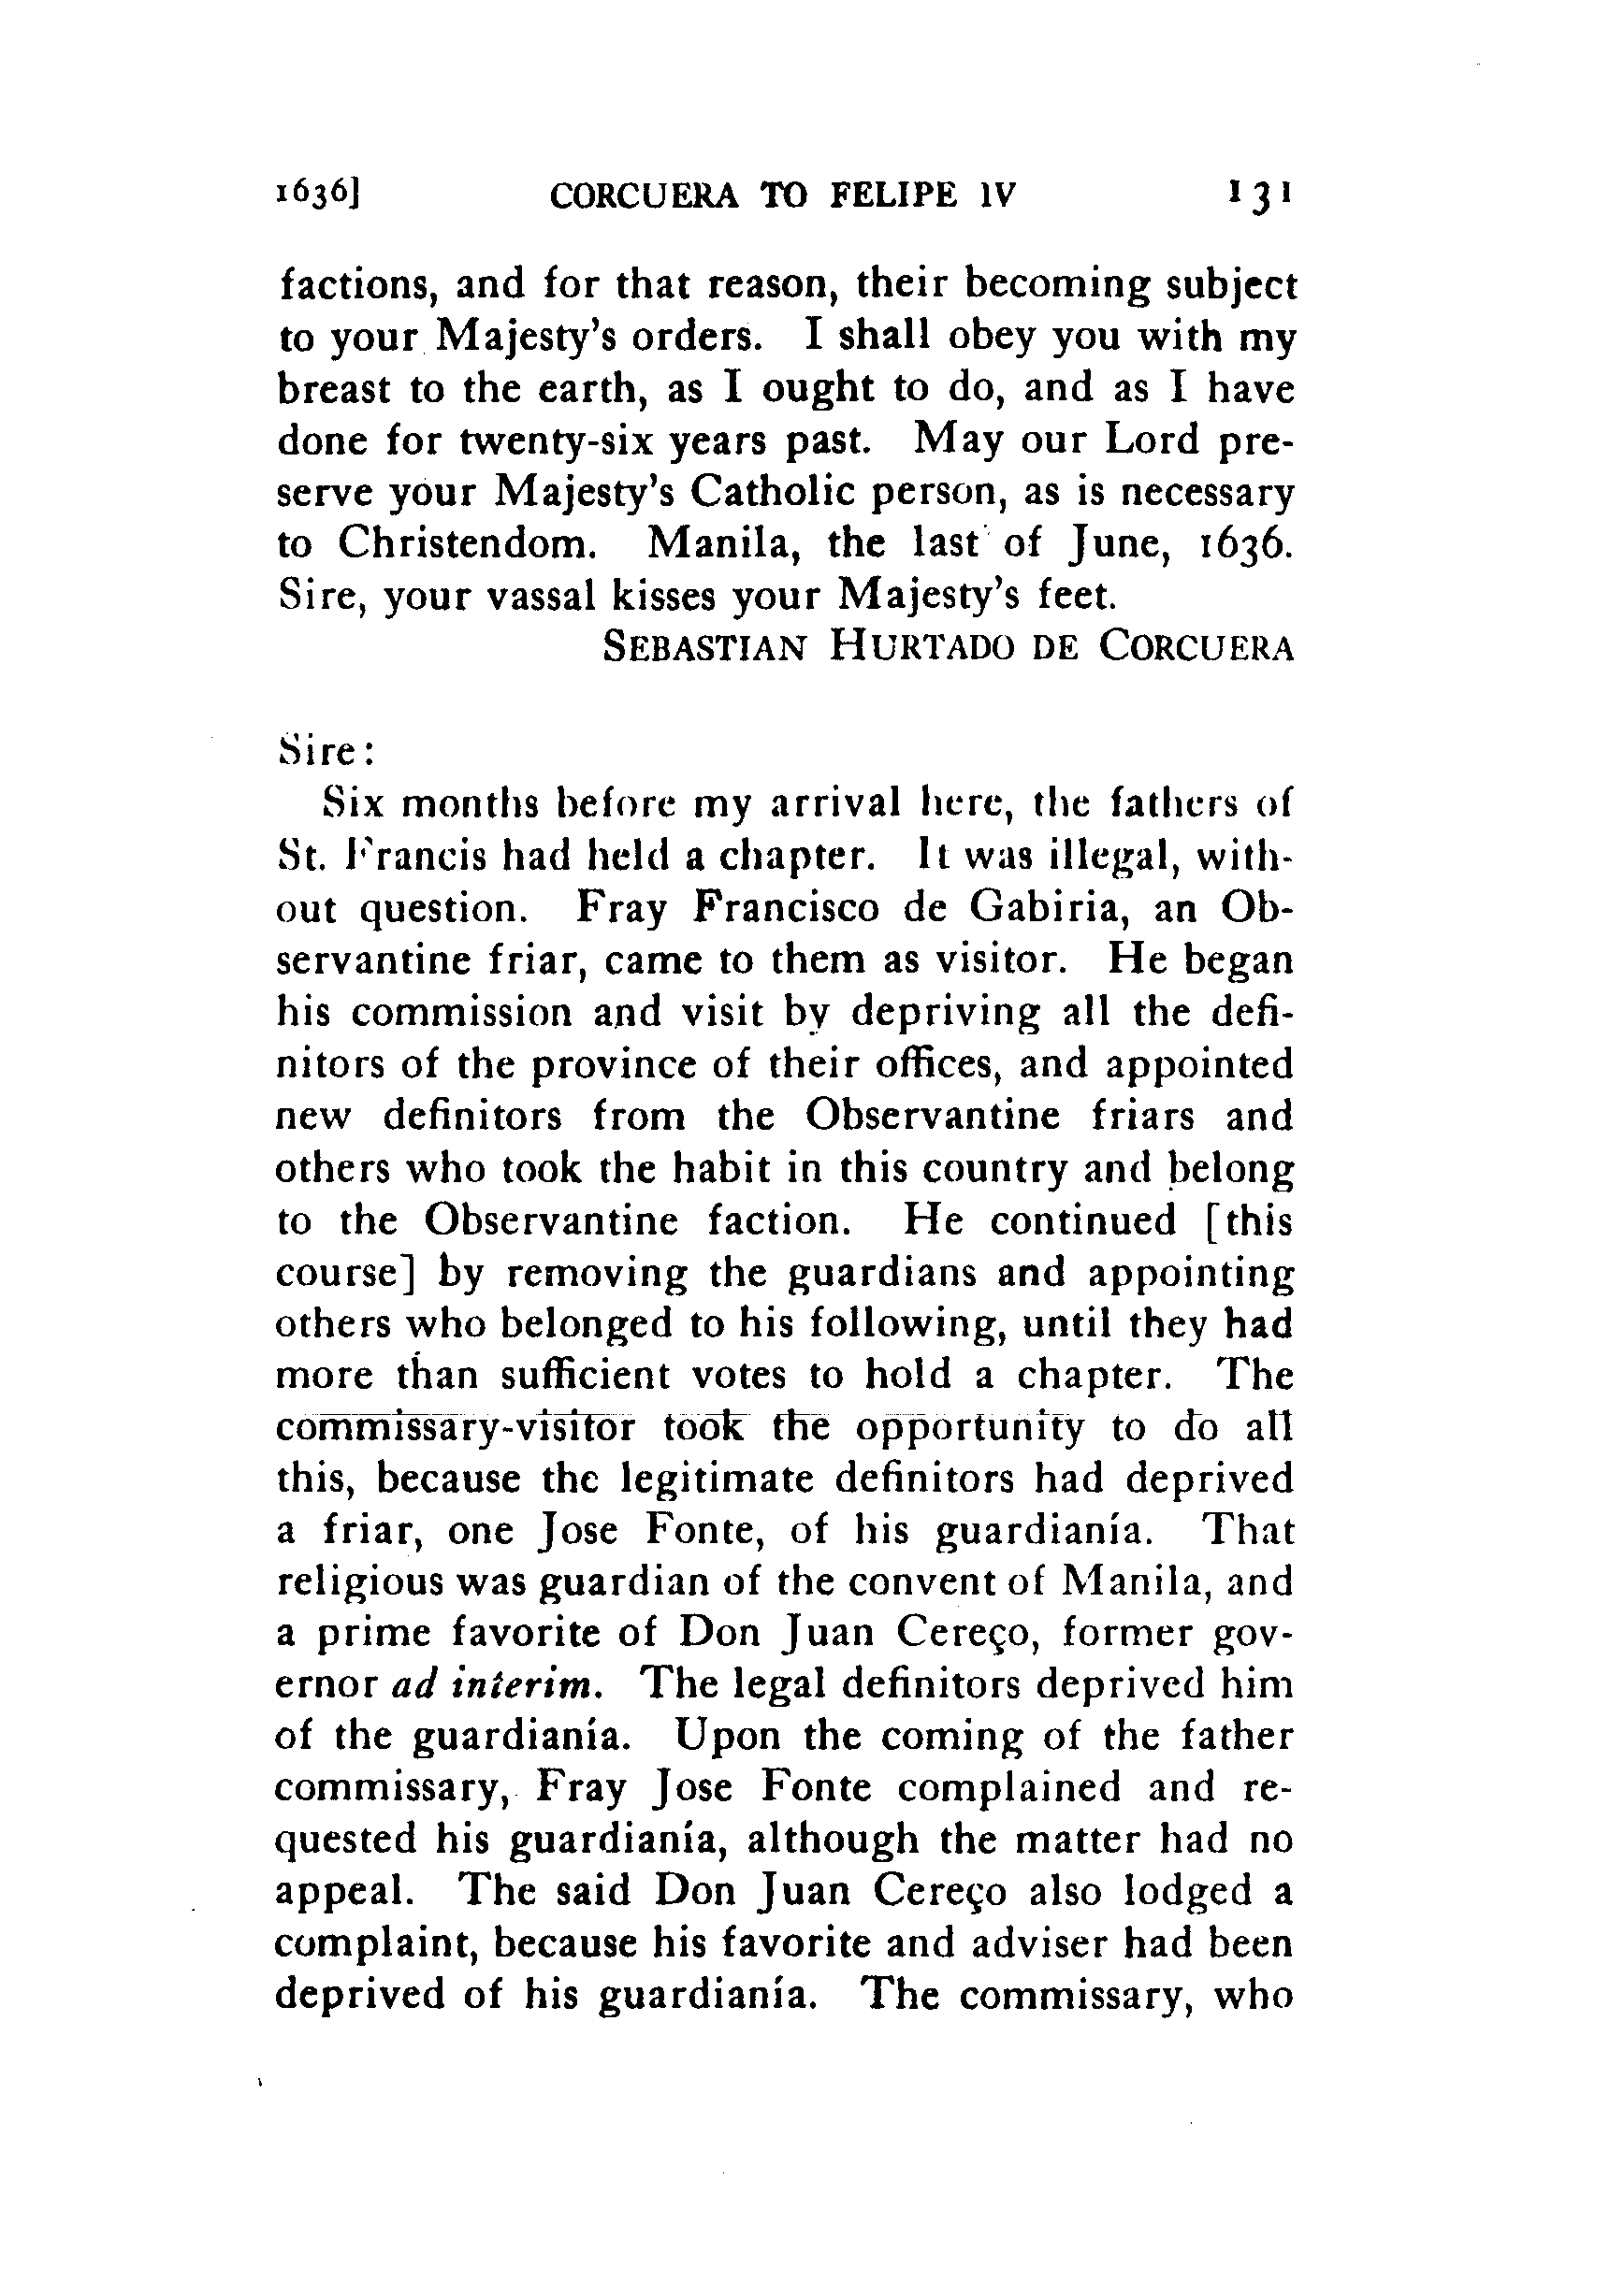 1636] CORCUERA TO FELIPE IV 131
factions, and for that reason, their becoming subject
to your Majesty's orders. I shall obey you with my
breast to the earth, as I ought to do, and as I have
done for twenty-six years past. May our Lord pre-
serve your Majesty's Catholic person, as is necessary
to Christendom. Manila, the last of June, 1636.
Sire, your vassal kisses your Majesty's feet.
SEBASTIAN HURTADO DE CORCUERA
Sire:
Six months before my arrival here, the fathers of
St. Francis had held a chapter. It was illegal, with-
out question. Fray Francisco de Gabiria, an Ob-
servantine friar, came to them as visitor. He began
his commission and visit by depriving all the defi-
nitors of the province of their offices, and appointed
new definitors from the Observantine friars and
others who took the habit in this country and belong
to the Observantine faction. He continued [this
course] by removing the guardians and appointing
others who belonged to his following, until they had
more than sufficient votes to hold a chapter. The
commissary-visitor took the opportunity to do all
this, because the legitimate definitors had deprived
a friar, one Jose Fonte, of his guardianía. That
religious was guardian of the convent of Manila, and
a prime favorite of Don Juan Cereço, former gov-
ernor ad interim. The legal definitors deprived him
of the guardianía. Upon the coming of the father
commissary, Fray Jose Fonte complained and re-
quested his guardianía, although the matter had no
appeal. The said Don Juan Cereço also lodged a
complaint, because his favorite and adviser had been
deprived of his guardianía. The commissary, who